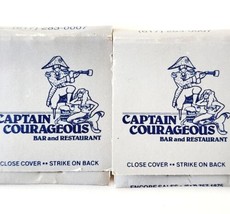 CAPTAIN
COURAGEOUS
BAR AND RESTAURANT
CLOSE COVER •• STRIKE ON BACK
CAPTAIN
COURAGEOUS
BAR AND RESTAURANT
CLOSE COVER •• STRIKE ON BACK